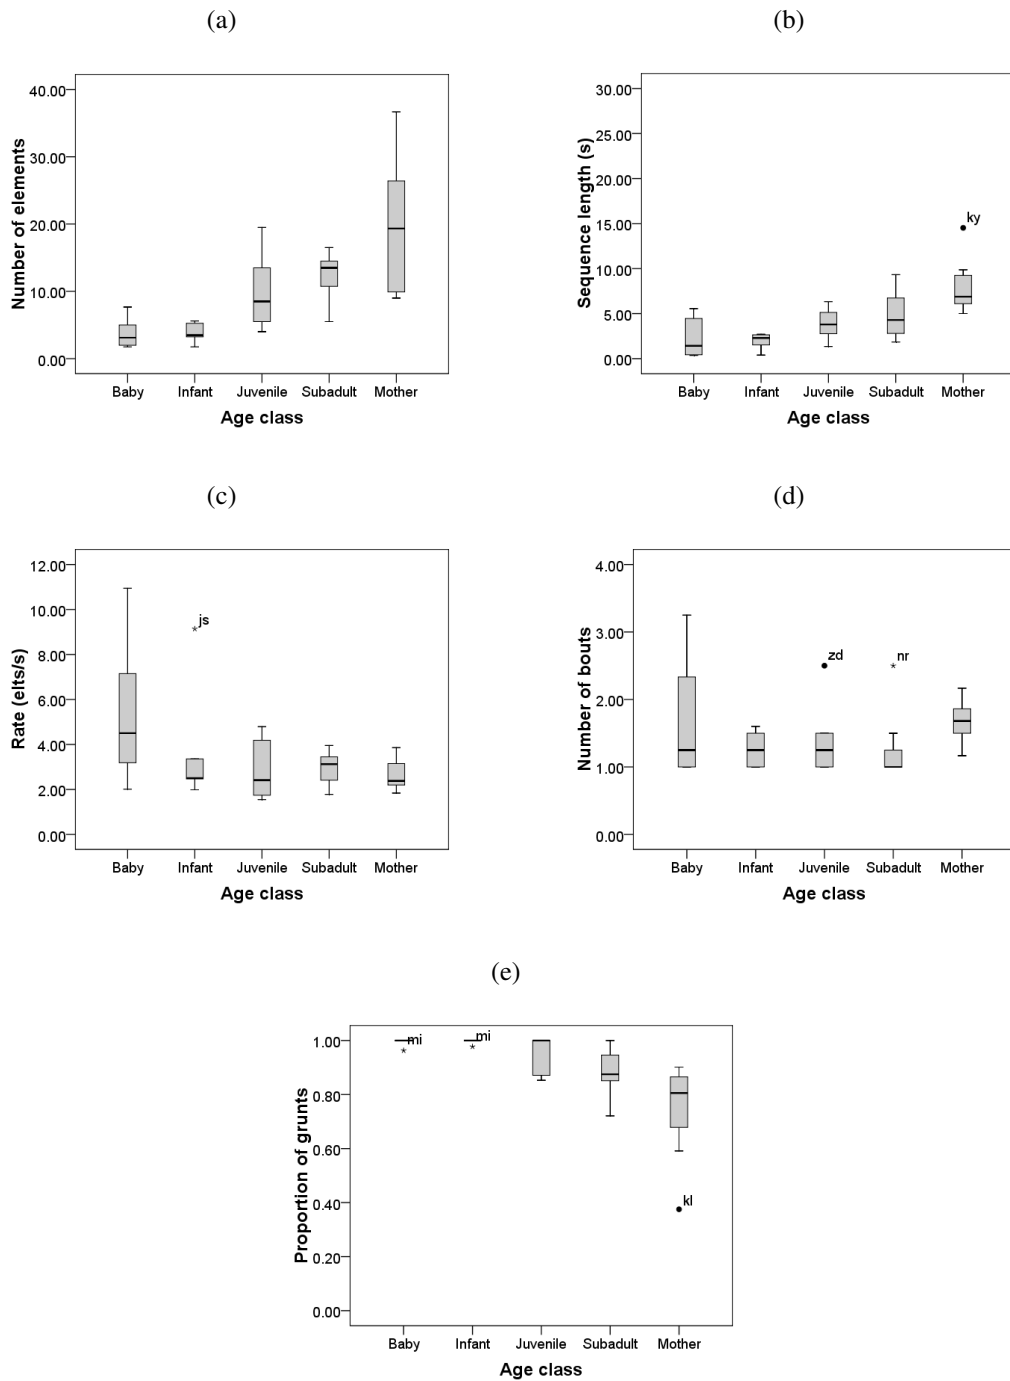 (a)
Number of elements
40.00
30.00
20.00
10.00
0.00
Baby Infant Juvenile Subadult Mother
Age class
(b)
Sequence length (s)
30.00
25.00
20.00
15.00
10.00
5.00
0.00
ky
Baby Infant Juvenile Subadult Mother
Age class
(c)
Rate (elts/s)
12.00
10.00
8.00
6.00
4.00
2.00
0.00
js
Baby Infant Juvenile Subadult Mother
Age class
(d)
Number of bouts
4.00
3.00
2.00
1.00
0.00
zd
nr
Baby Infant Juvenile Subadult Mother
Age class
(e)
Proportion of grunts
1.00
0.80
0.60
0.40
0.20
0.00
mi
mi
kl
Baby Infant Juvenile Subadult Mother
Age class